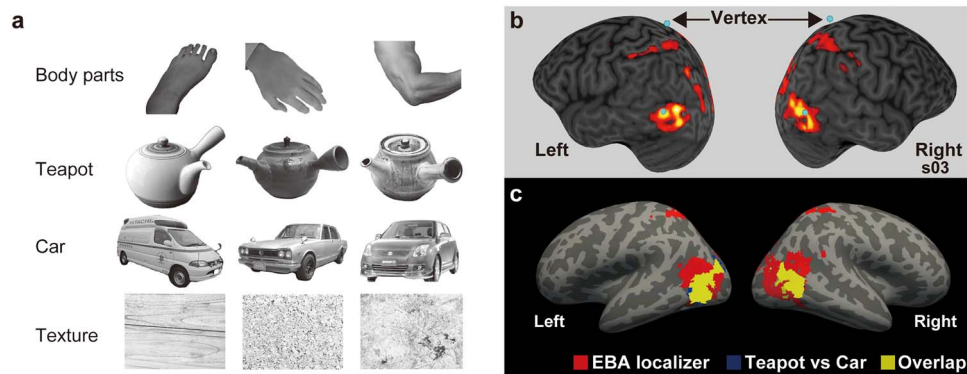 a
Body parts
Teapot
Car
Texture
b
Vertex
Left
Right
s03
c
Left
Right
EBA localizer
Teapot vs Car
Overlap